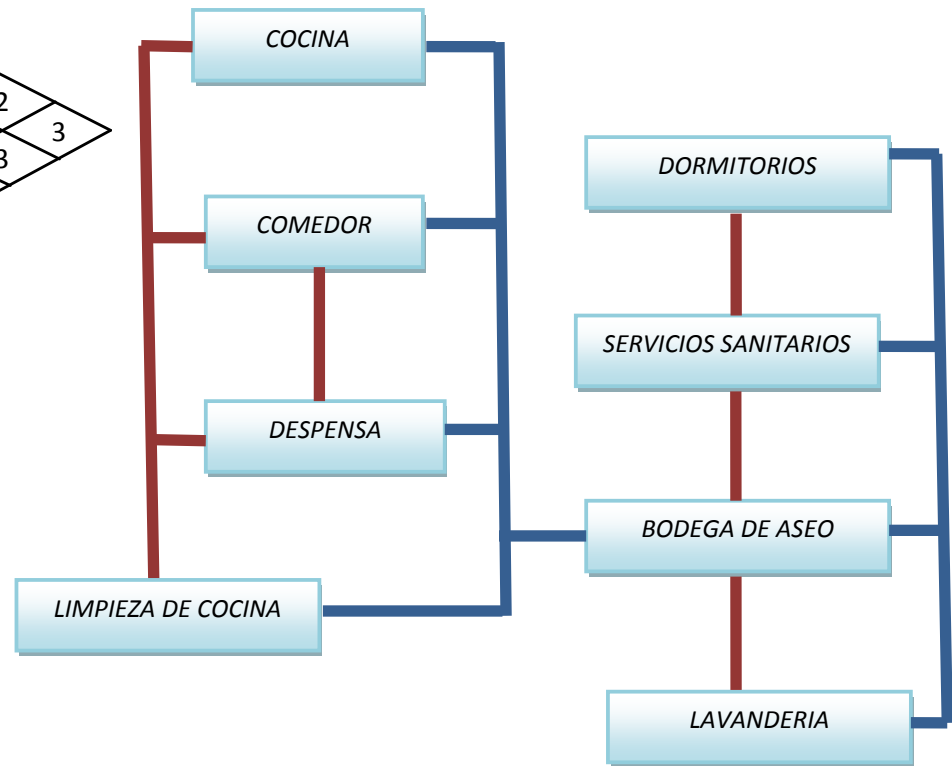 COCINA
2
3
3
DORMITORIOS
COMEDOR
SERVICIOS SANITARIOS
DESPENSA
BODEGA DE ASEO
LIMPIEZA DE COCINA
LAVANDERIA